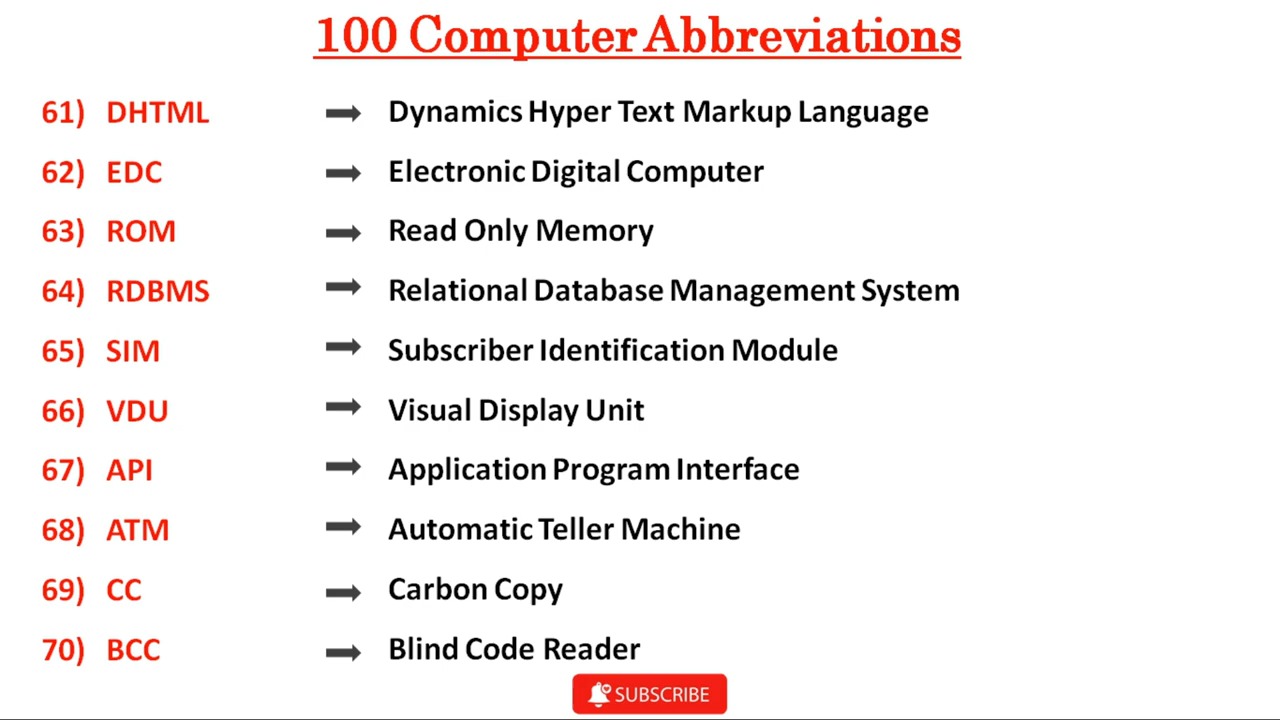 100 Computer Abbreviations
61) DHTML → Dynamics Hyper Text Markup Language
62) EDC → Electronic Digital Computer
63) ROM → Read Only Memory
64) RDBMS → Relational Database Management System
65) SIM → Subscriber Identification Module
66) VDU → Visual Display Unit
67) API → Application Program Interface
68) ATM → Automatic Teller Machine
69) CC → Carbon Copy
70) BCC → Blind Code Reader
SUBSCRIBE